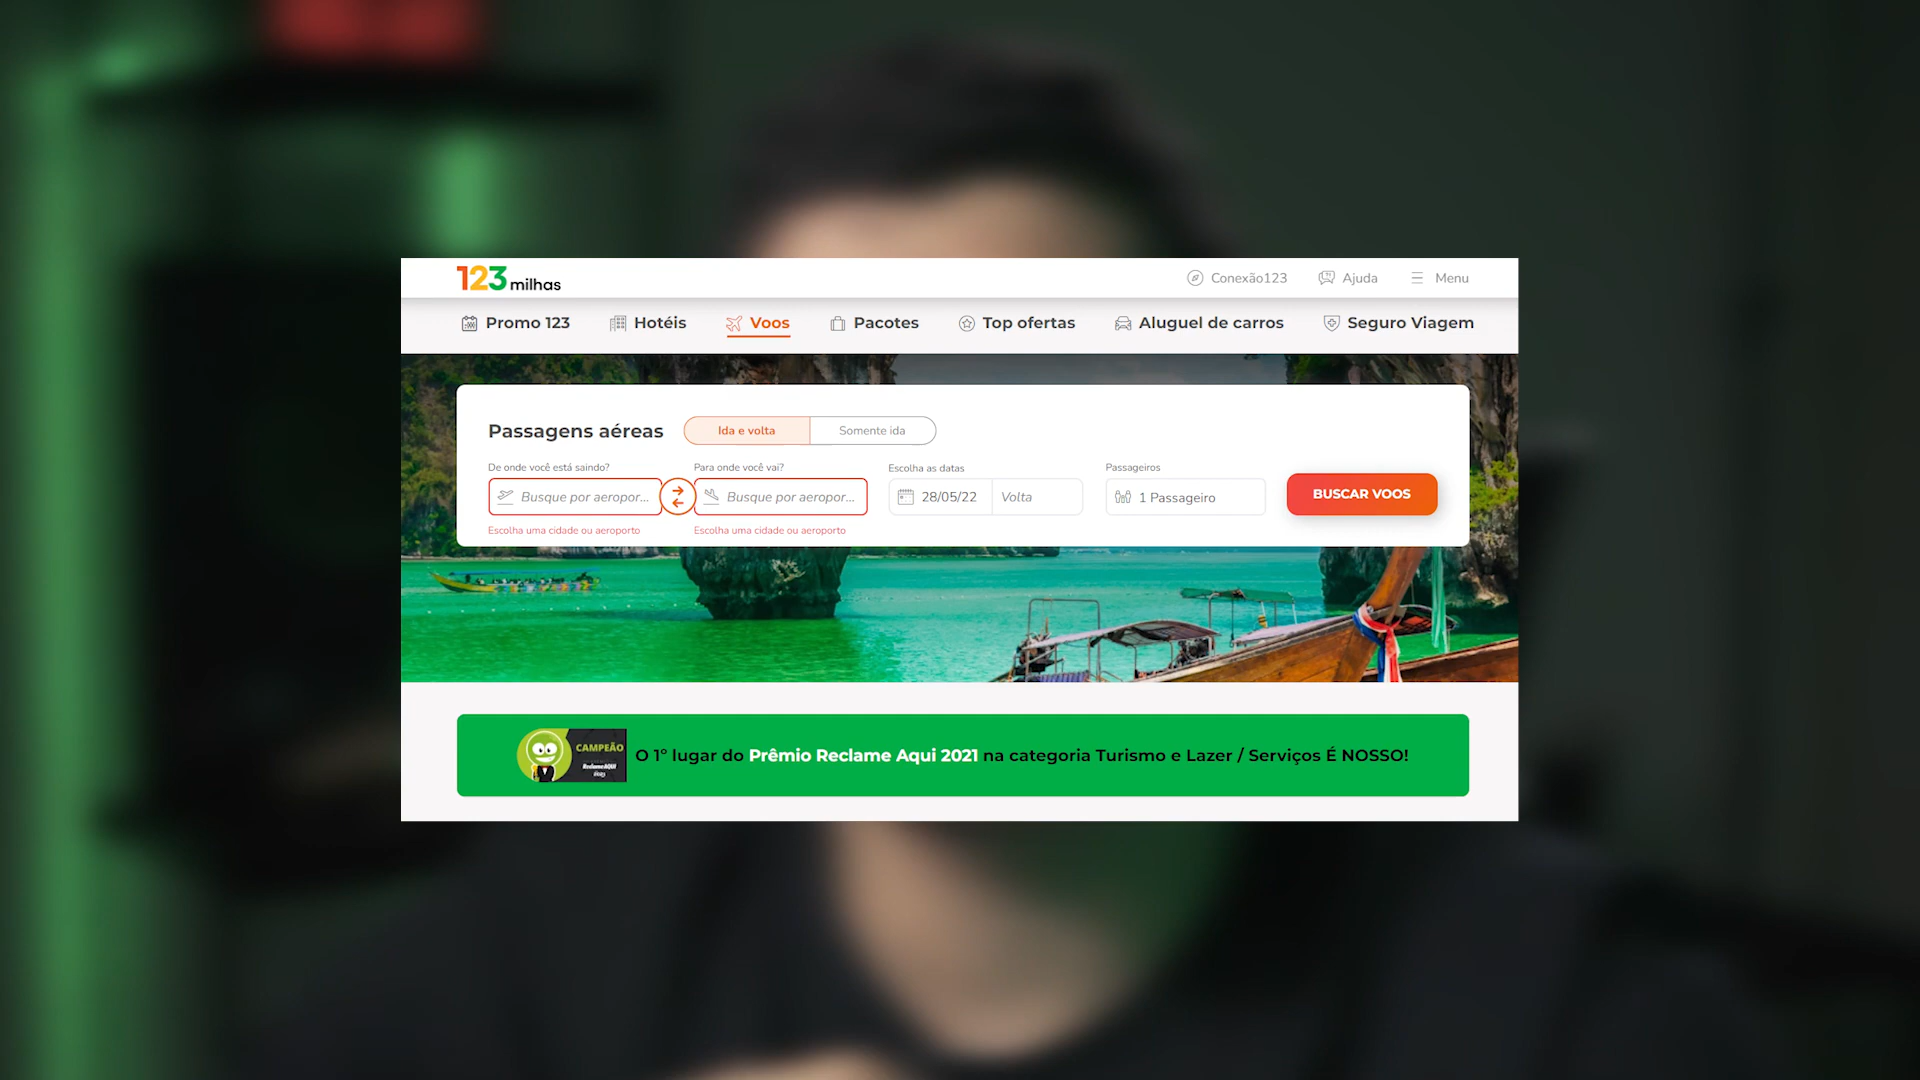 123 milhas
Conexão123
Ajuda
Menu
Promo 123
Hotéis
Voos
Pacotes
Top ofertas
Aluguel de carros
Seguro Viagem
Passagens aéreas
Ida e volta
Somente ida
De onde você está saindo?
Para onde você vai?
Escolha as datas
Passageiros
Busque por aeropor...
Busque por aeropor...
28/05/22
Volta
1 Passageiro
BUSCAR VOOS
Escolha uma cidade ou aeroporto
Escolha uma cidade ou aeroporto
CAMPEÃO
ReclameAQUI
O 1º lugar do Prêmio Reclame Aqui 2021 na categoria Turismo e Lazer / Serviços É NOSSO!